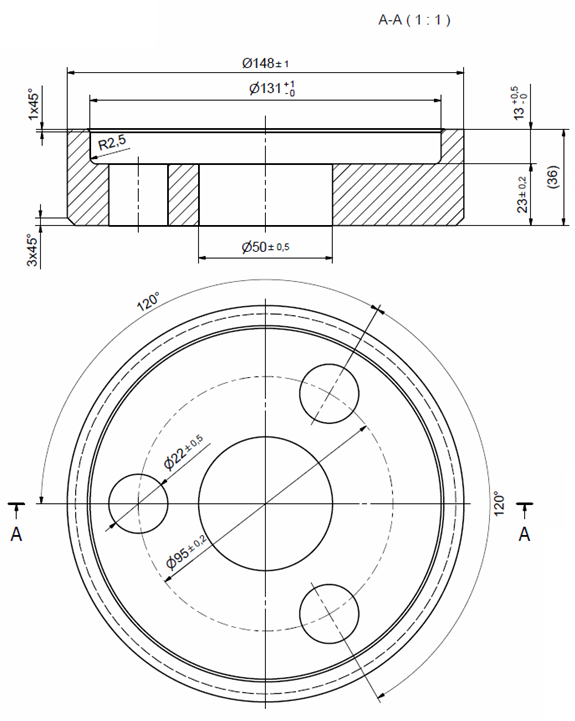 A-A ( 1 : 1 )
Ø148± 1
Ø131 +1 -0
1x45°
R2,5
13 +0,5 -0
(36)
23± 0,2
3x45°
Ø50± 0,5
120°
Ø22± 0,5
120°
A
A
Ø95± 0,2